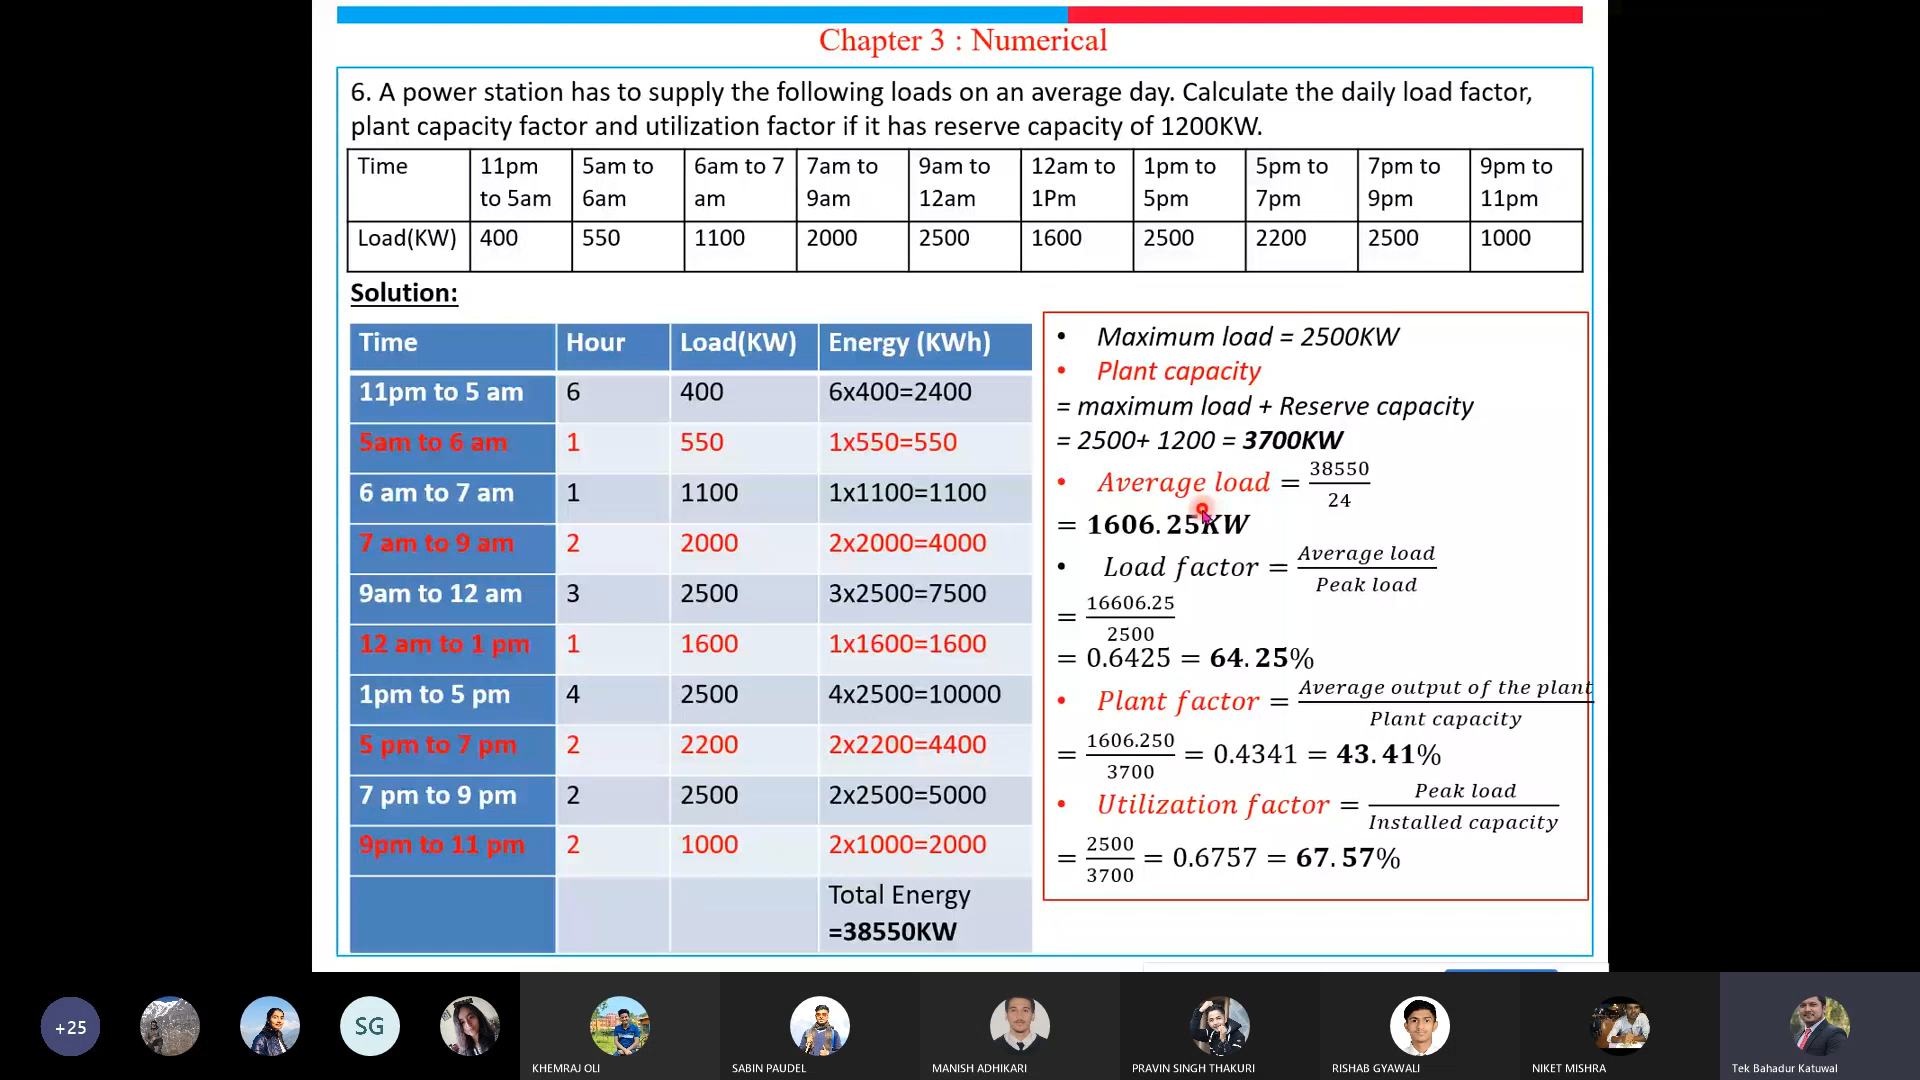 Chapter 3 : Numerical
6. A power station has to supply the following loads on an average day. Calculate the daily load factor,
plant capacity factor and utilization factor if it has reserve capacity of 1200KW.
Time | 11pm to 5am | 5am to 6am | 6am to 7 am | 7am to 9am | 9am to 12am | 12am to 1Pm | 1pm to 5pm | 5pm to 7pm | 7pm to 9pm | 9pm to 11pm
Load(KW) | 400 | 550 | 1100 | 2000 | 2500 | 1600 | 2500 | 2200 | 2500 | 1000
Solution:
Time | Hour | Load(KW) | Energy (KWh)
11pm to 5 am | 6 | 400 | 6x400=2400
5am to 6 am | 1 | 550 | 1x550=550
6 am to 7 am | 1 | 1100 | 1x1100=1100
7 am to 9 am | 2 | 2000 | 2x2000=4000
9am to 12 am | 3 | 2500 | 3x2500=7500
12 am to 1 pm | 1 | 1600 | 1x1600=1600
1pm to 5 pm | 4 | 2500 | 4x2500=10000
5 pm to 7 pm | 2 | 2200 | 2x2200=4400
7 pm to 9 pm | 2 | 2500 | 2x2500=5000
9pm to 11 pm | 2 | 1000 | 2x1000=2000
Total Energy
=38550KW
• Maximum load = 2500KW
• Plant capacity
= maximum load + Reserve capacity
= 2500+ 1200 = 3700KW
• Average load = 38550/24
= 1606.25KW
• Load factor = Average load/Peak load
= 16606.25/2500
= 0.6425 = 64.25%
• Plant factor = Average output of the plant/Plant capacity
= 1606.250/3700 = 0.4341 = 43.41%
• Utilization factor = Peak load/Installed capacity
= 2500/3700 = 0.6757 = 67.57%
+25
SG
KHEMRAJ OLI
SABIN PAUDEL
MANISH ADHIKARI
PRAVIN SINGH THAKURI
RISHAB GYAWALI
NIKET MISHRA
Tek Bahadur Katuwal